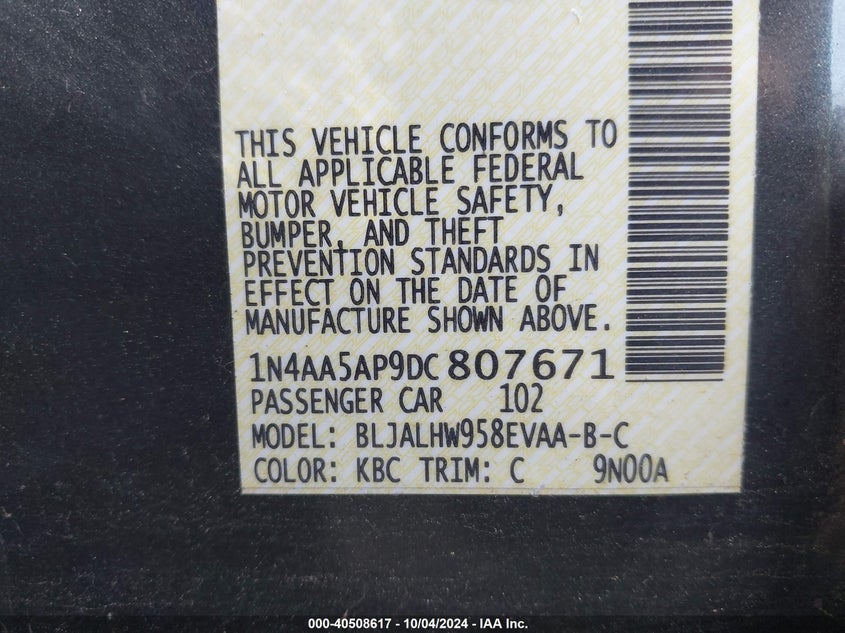 THIS VEHICLE CONFORMS TO
ALL APPLICABLE FEDERAL
MOTOR VEHICLE SAFETY,
BUMPER, AND THEFT
PREVENTION STANDARDS IN
EFFECT ON THE DATE OF
MANUFACTURE SHOWN ABOVE.
1N4AA5AP9DC807671
PASSENGER CAR 102
MODEL: BLJALHW958EVAA-B-C
COLOR: KBC TRIM: C 9N00A
000-40508617 - 10/04/2024 - IAA Inc.